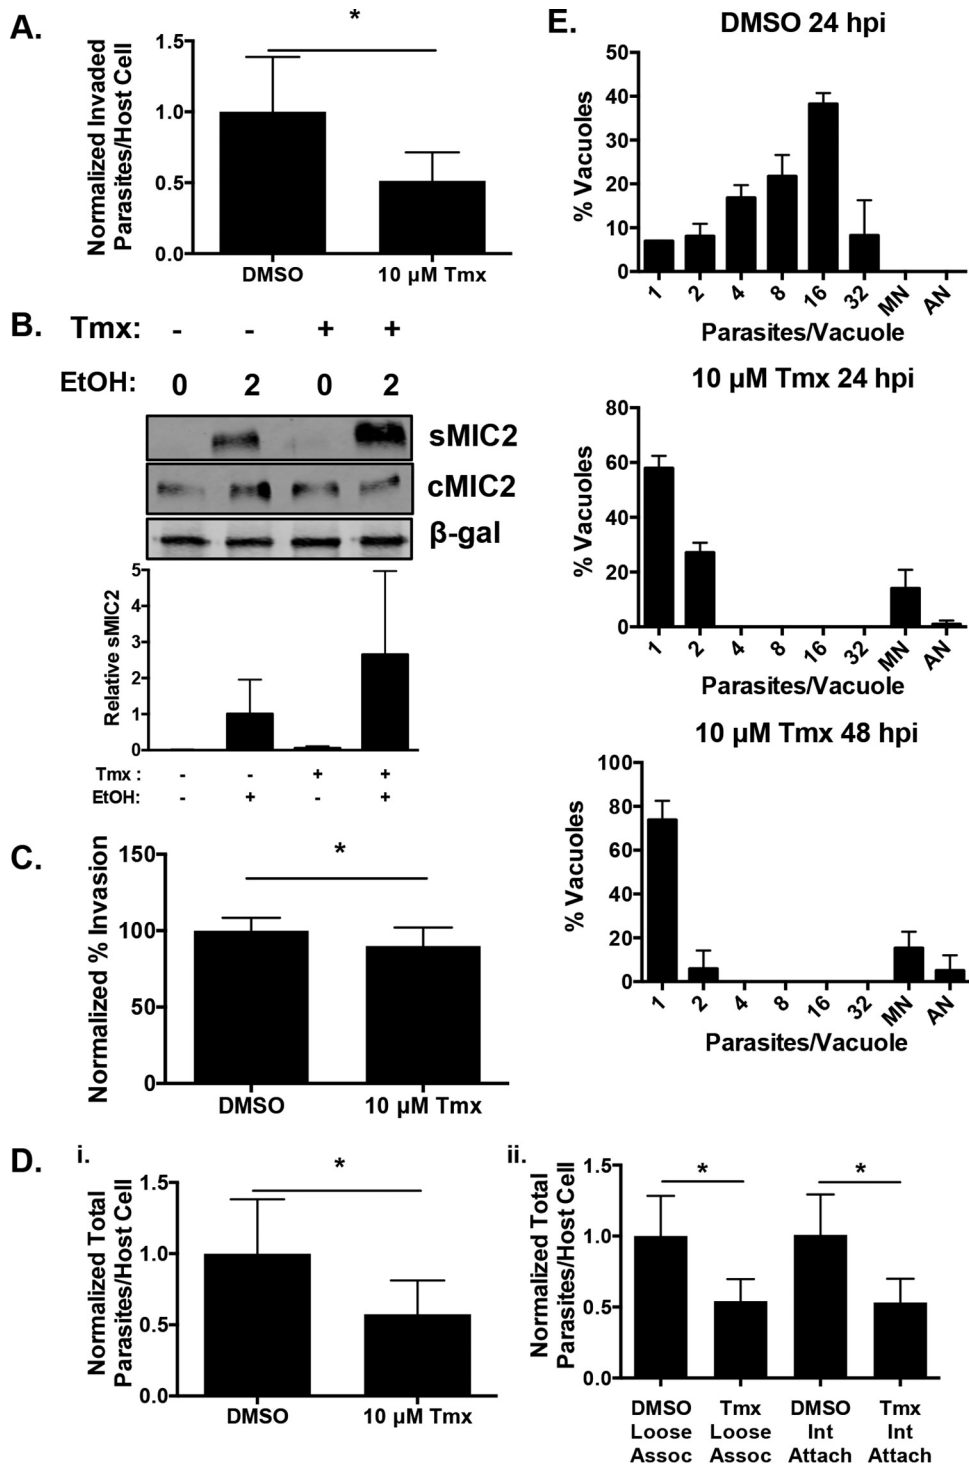 A.
*
Normalized Invaded
Parasites/Host Cell
1.5
1.0
0.5
0.0
DMSO
10 µM Tmx
B.
Tmx: - - + +
EtOH: 0 2 0 2
sMIC2
cMIC2
β-gal
Relative sMIC2
5
4
3
2
1
0
Tmx : - - + +
EtOH: - + - +
C.
*
Normalized % Invasion
150
100
50
0
DMSO
10 µM Tmx
D.
i.
*
Normalized Total
Parasites/Host Cell
1.5
1.0
0.5
0.0
DMSO
10 µM Tmx
ii.
* *
Normalized Total
Parasites/Host Cell
1.5
1.0
0.5
0.0
DMSO Tmx DMSO Tmx
Loose Loose Int Int
Assoc Assoc Attach Attach
E.
DMSO 24 hpi
% Vacuoles
50
40
30
20
10
0
1 2 4 8 16 32 MN AN
Parasites/Vacuole
10 µM Tmx 24 hpi
% Vacuoles
80
60
40
20
0
1 2 4 8 16 32 MN AN
Parasites/Vacuole
10 µM Tmx 48 hpi
% Vacuoles
100
80
60
40
20
0
1 2 4 8 16 32 MN AN
Parasites/Vacuole